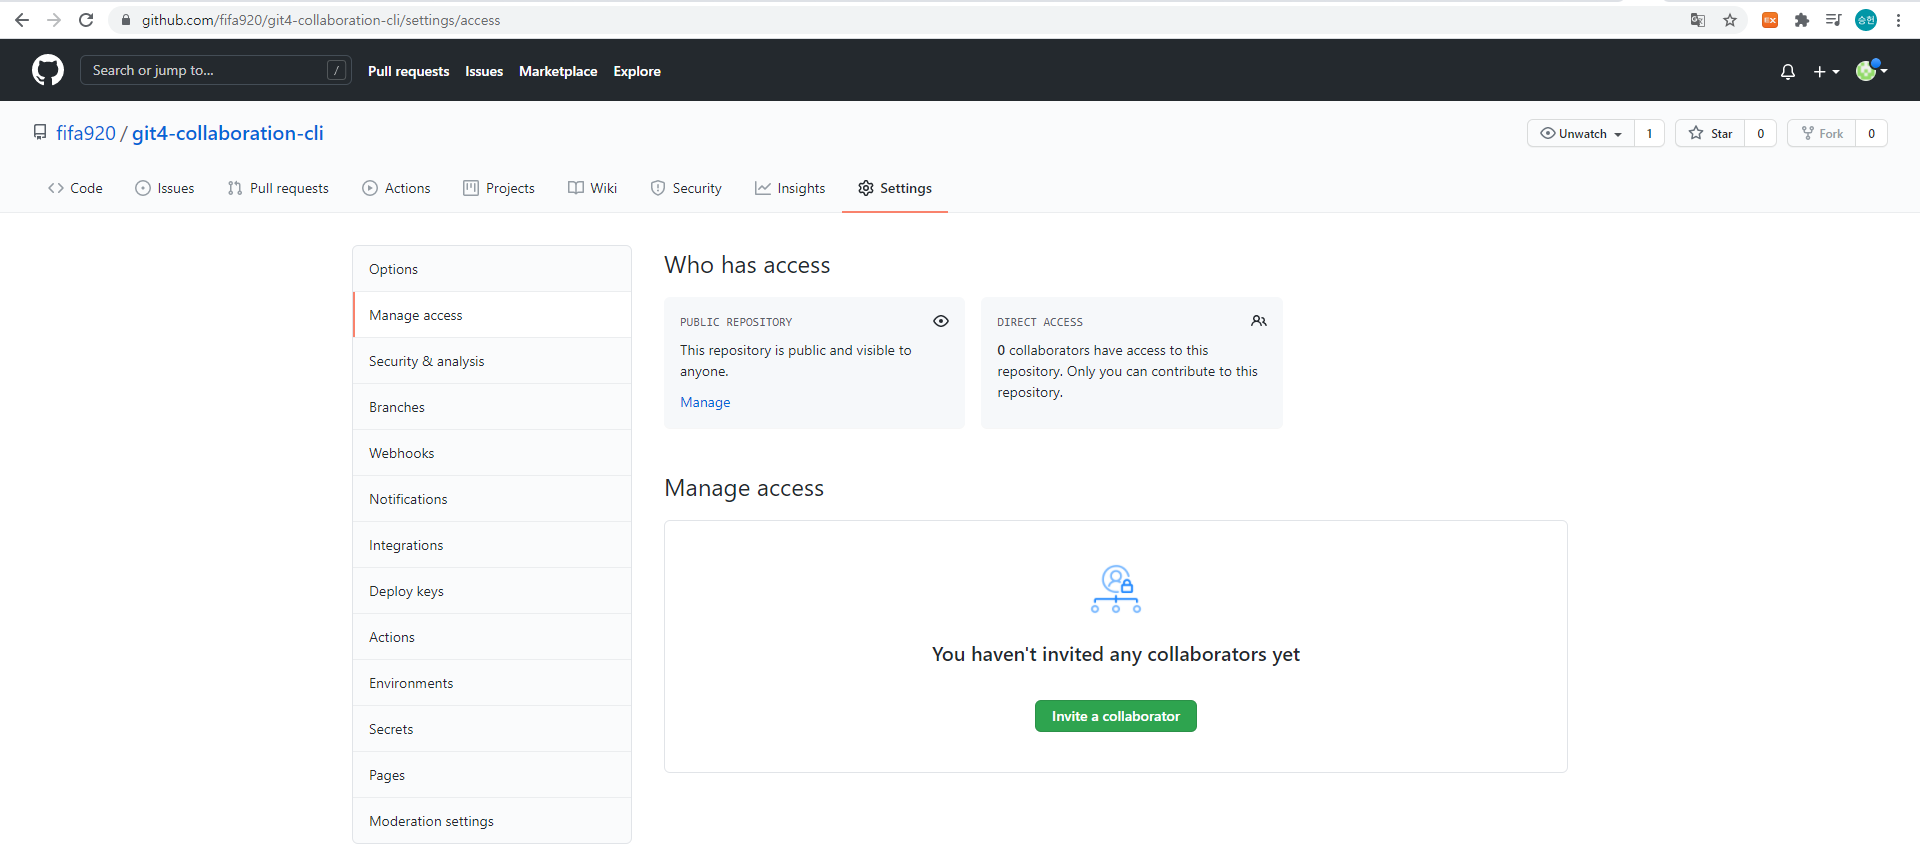 github.com/fifa920/git4-collaboration-cli/settings/access
EX
승헌
Search or jump to...
/
Pull requests
Issues
Marketplace
Explore
fifa920 / git4-collaboration-cli
Unwatch 1
Star 0
Fork 0
Code
Issues
Pull requests
Actions
Projects
Wiki
Security
Insights
Settings
Options
Manage access
Security & analysis
Branches
Webhooks
Notifications
Integrations
Deploy keys
Actions
Environments
Secrets
Pages
Moderation settings
Who has access
PUBLIC REPOSITORY
This repository is public and visible to
anyone.
Manage
DIRECT ACCESS
0 collaborators have access to this
repository. Only you can contribute to this
repository.
Manage access
You haven't invited any collaborators yet
Invite a collaborator